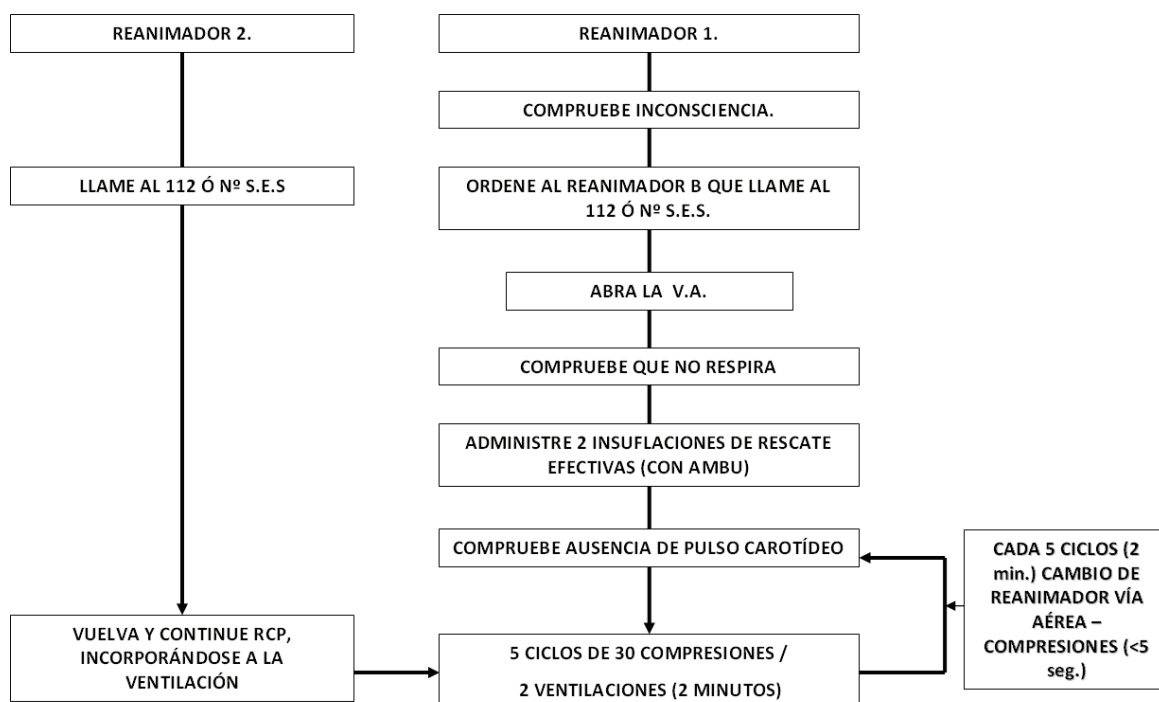 REANIMADOR 2.
REANIMADOR 1.
COMPRUEBE INCONSCIENCIA.
LLAME AL 112 Ó Nº S.E.S
ORDENE AL REANIMADOR B QUE LLAME AL
112 Ó Nº S.E.S.
ABRA LA V.A.
COMPRUEBE QUE NO RESPIRA
ADMINISTRE 2 INSUFLACIONES DE RESCATE
EFECTIVAS (CON AMBU)
COMPRUEBE AUSENCIA DE PULSO CAROTÍDEO
CADA 5 CICLOS (2
min.) CAMBIO DE
REANIMADOR VÍA
AÉREA –
COMPRESIONES (<5
seg.)
VUELVA Y CONTINUE RCP,
INCORPORÁNDOSE A LA
VENTILACIÓN
5 CICLOS DE 30 COMPRESIONES /
2 VENTILACIONES (2 MINUTOS)